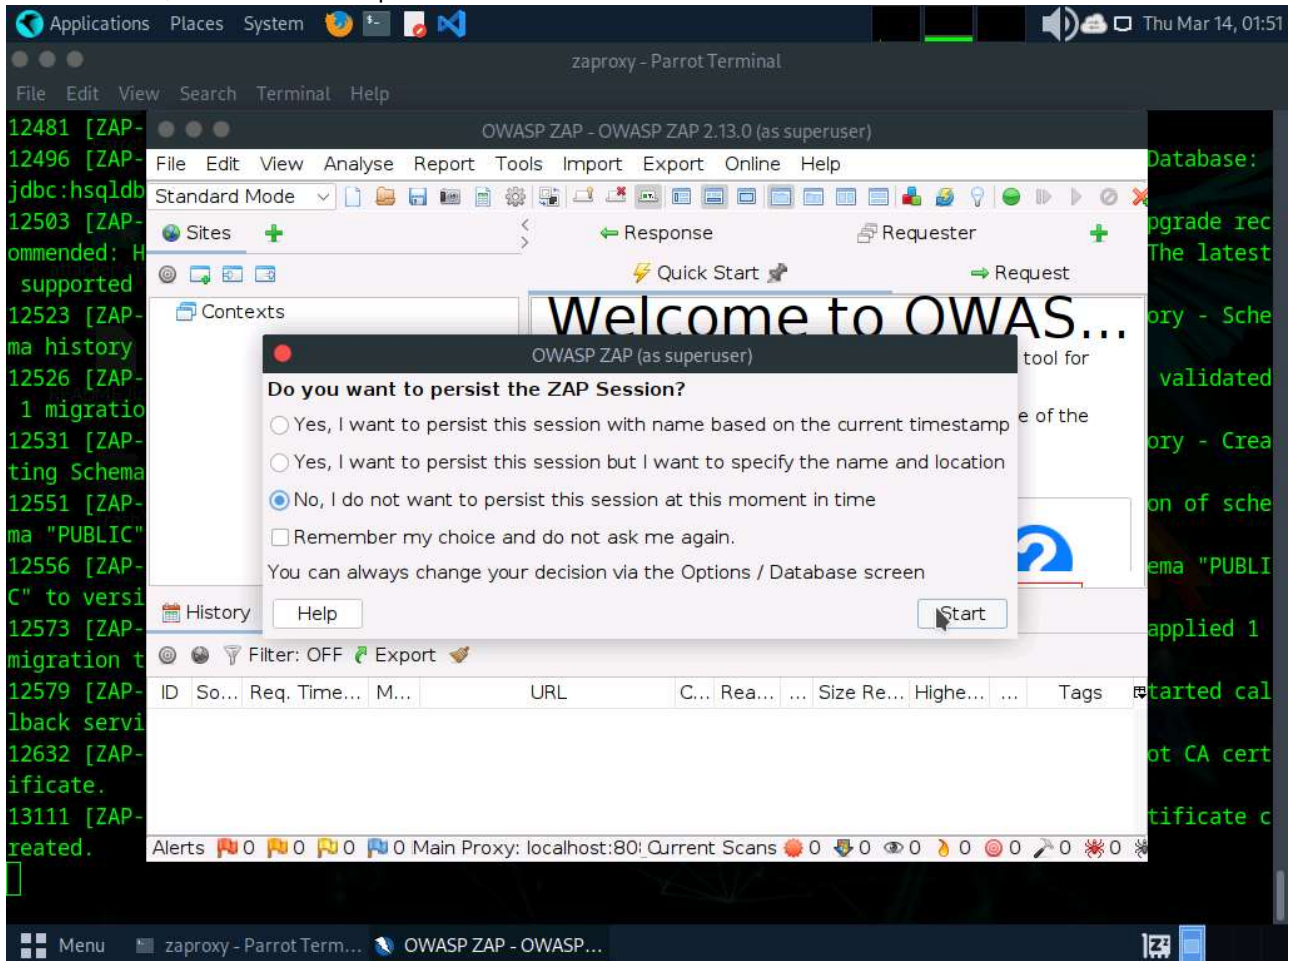 Applications Places System Thu Mar 14, 01:51
zaproxy - Parrot Terminal
File Edit View Search Terminal Help
12481 [ZAP-
12496 [ZAP- Database:
jdbc:hsqldb
12503 [ZAP- pgrade rec
ommended: H The latest
supported
12523 [ZAP- ory - Sche
ma history
12526 [ZAP- validated
1 migratio
12531 [ZAP- ory - Crea
ting Schema
12551 [ZAP- on of sche
ma "PUBLIC"
12556 [ZAP- ema "PUBLI
C" to versi
12573 [ZAP- applied 1
migration t
12579 [ZAP- tarted cal
lback servi
12632 [ZAP- ot CA cert
ificate.
13111 [ZAP- tificate c
reated.
OWASP ZAP - OWASP ZAP 2.13.0 (as superuser)
File Edit View Analyse Report Tools Import Export Online Help
Standard Mode
Sites
Response Requester
Quick Start Request
Contexts
Welcome to OWAS...
tool for
e of the
OWASP ZAP (as superuser)
Do you want to persist the ZAP Session?
Yes, I want to persist this session with name based on the current timestamp
Yes, I want to persist this session but I want to specify the name and location
No, I do not want to persist this session at this moment in time
Remember my choice and do not ask me again.
You can always change your decision via the Options / Database screen
Help Start
History
Filter: OFF Export
ID So... Req. Time... M... URL C... Rea... ... Size Re... Highe... ... Tags
Alerts 0 0 0 0 Main Proxy: localhost:80 Current Scans 0 0 0 0 0 0 0
Menu zaproxy - Parrot Term... OWASP ZAP - OWASP...